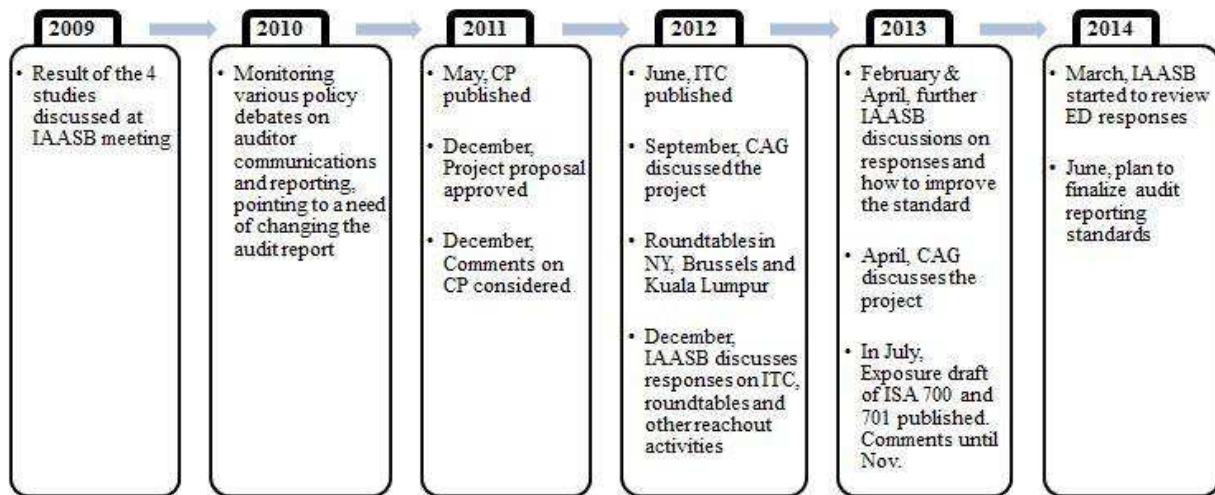 2009
• Result of the 4
studies
discussed at
IAASB meeting
2010
• Monitoring
various policy
debates on
auditor
communications
and reporting,
pointing to a need
of changing the
audit report
2011
• May, CP
published
• December,
Project proposal
approved
• December,
Comments on
CP considered
2012
• June, ITC
published
• September, CAG
discussed the
project
• Roundtables in
NY, Brussels and
Kuala Lumpur
• December,
IAASB discusses
responses on ITC,
roundtables and
other reachout
activities
2013
• February &
April, further
IAASB
discussions on
responses and
how to improve
the standard
• April, CAG
discusses the
project
• In July,
Exposure draft
of ISA 700 and
701 published.
Comments until
Nov.
2014
• March, IAASB
started to review
ED responses
• June, plan to
finalize audit
reporting
standards